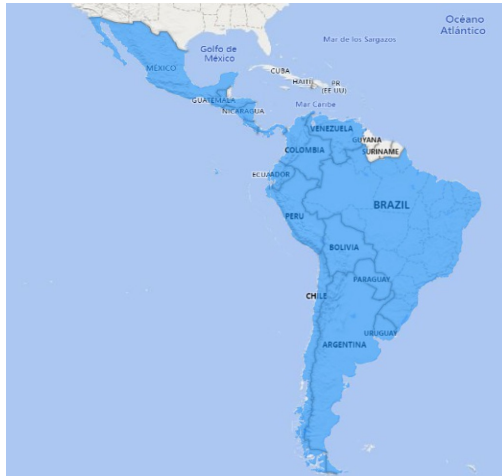 Océano
Atlántico
Mar de los Sargazos
Golfo de
México
MÉXICO
CUBA
HAITÍ
PR
(EE UU)
GUATEMALA
Mar Caribe
NICARAGUA
VENEZUELA
GUYANA
COLOMBIA
SURINAME
ECUADOR
BRAZIL
PERU
BOLIVIA
PARAGUAY
CHILE
URUGUAY
ARGENTINA